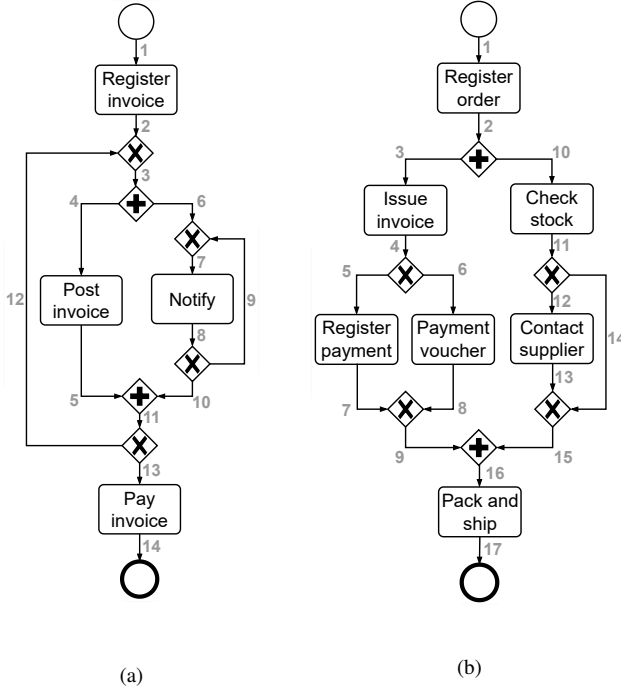 1
Register
invoice
2
3
4
6
7
12
Post
invoice
Notify
9
8
5
10
11
13
Pay
invoice
14
(a)
1
Register
order
2
3
10
Issue
invoice
Check
stock
4
11
5
6
12
Register
payment
Payment
voucher
Contact
supplier
14
13
7
8
9
15
16
Pack and
ship
17
(b)